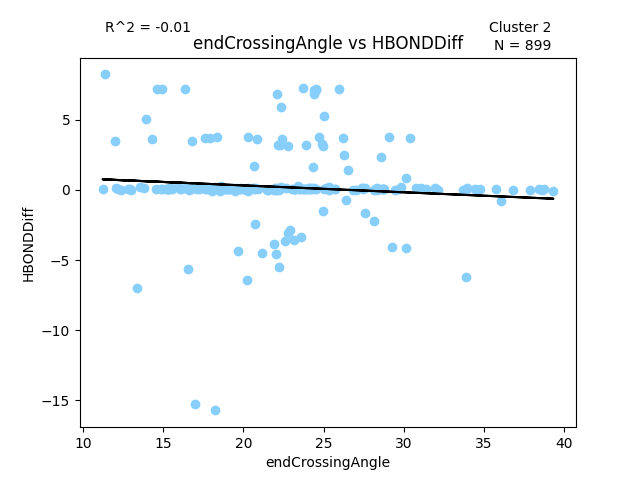 R^2 = -0.01
Cluster 2
endCrossingAngle vs HBONDDiff
N = 899
5
0
−5
−10
−15
HBONDDiff
10 15 20 25 30 35 40
endCrossingAngle